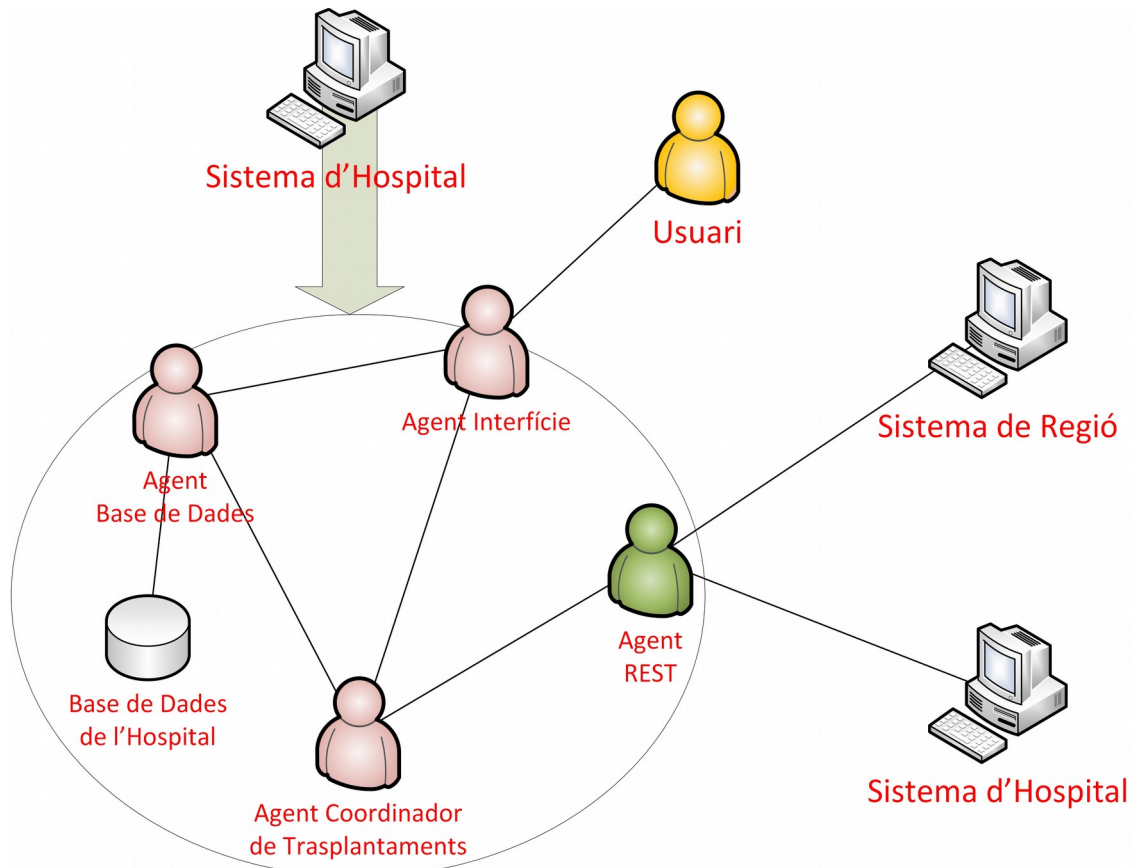 Sistema d'Hospital
Usuari
Agent Interfície
Sistema de Regió
Agent
Base de Dades
Agent
REST
Base de Dades
de l'Hospital
Agent Coordinador
de Trasplantaments
Sistema d'Hospital